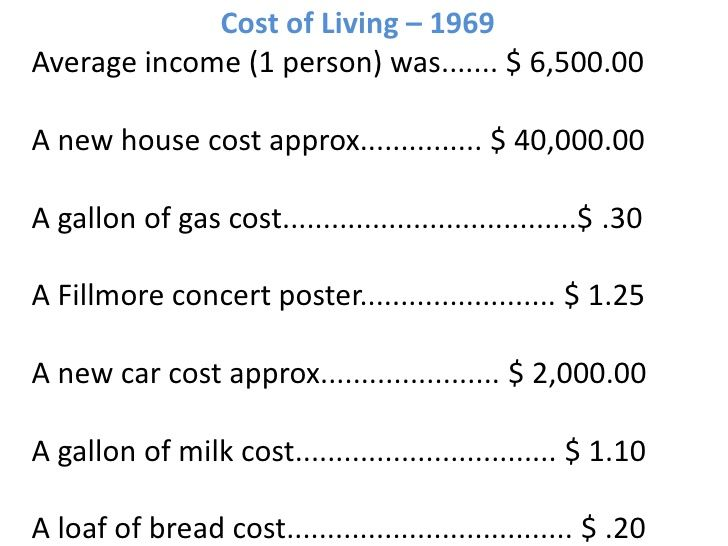 Cost of Living – 1969
Average income (1 person) was....... $ 6,500.00
A new house cost approx............... $ 40,000.00
A gallon of gas cost....................................$ .30
A Fillmore concert poster........................ $ 1.25
A new car cost approx...................... $ 2,000.00
A gallon of milk cost................................ $ 1.10
A loaf of bread cost................................... $ .20